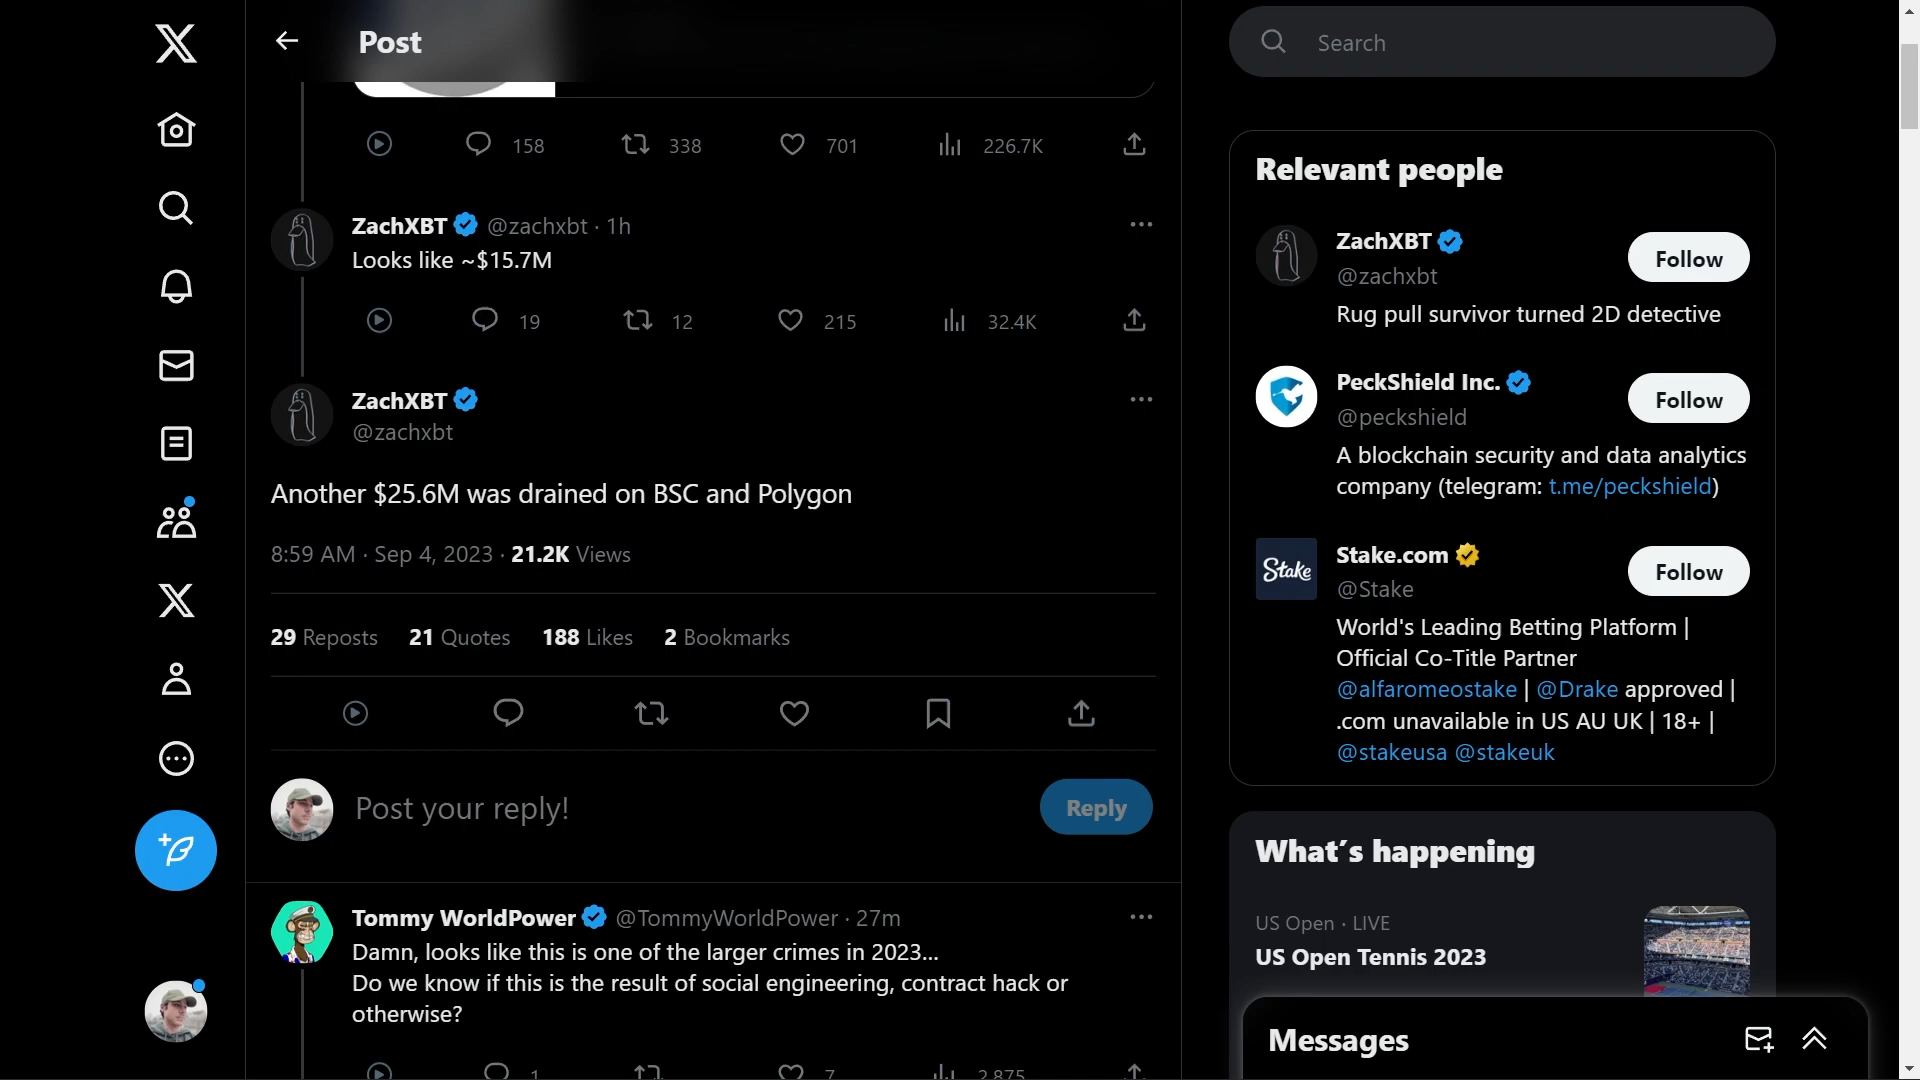 Post
158 338 701 226.7K
ZachXBT @zachxbt · 1h
Looks like ~$15.7M
19 12 215 32.4K
ZachXBT
@zachxbt
Another $25.6M was drained on BSC and Polygon
8:59 AM · Sep 4, 2023 · 21.2K Views
29 Reposts 21 Quotes 188 Likes 2 Bookmarks
Post your reply!
Reply
Tommy WorldPower @TommyWorldPower · 27m
Damn, looks like this is one of the larger crimes in 2023...
Do we know if this is the result of social engineering, contract hack or
otherwise?
1 7 2,875
Search
Relevant people
ZachXBT
@zachxbt
Follow
Rug pull survivor turned 2D detective
PeckShield Inc.
@peckshield
Follow
A blockchain security and data analytics
company (telegram: t.me/peckshield)
Stake
Stake.com
@Stake
Follow
World's Leading Betting Platform |
Official Co-Title Partner
@alfaromeostake | @Drake approved |
.com unavailable in US AU UK | 18+ |
@stakeusa @stakeuk
What's happening
US Open · LIVE
US Open Tennis 2023
Messages